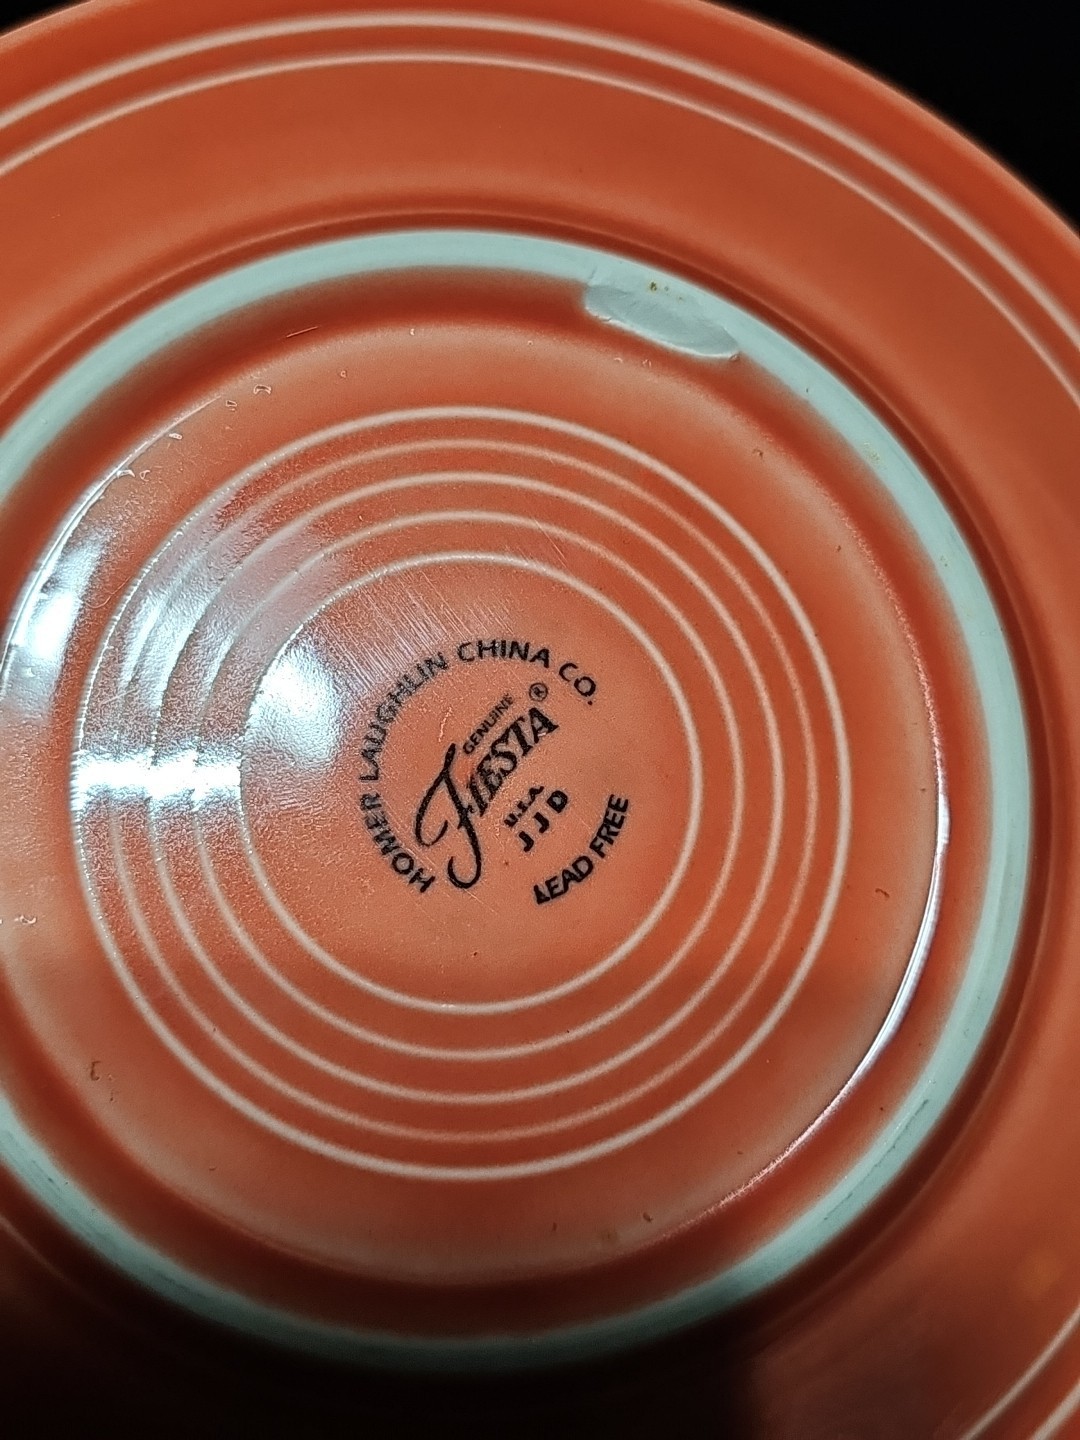 HOMER LAUGHLIN CHINA CO.
GENUINE
FIESTA®
U.S.A.
JJD
LEAD FREE